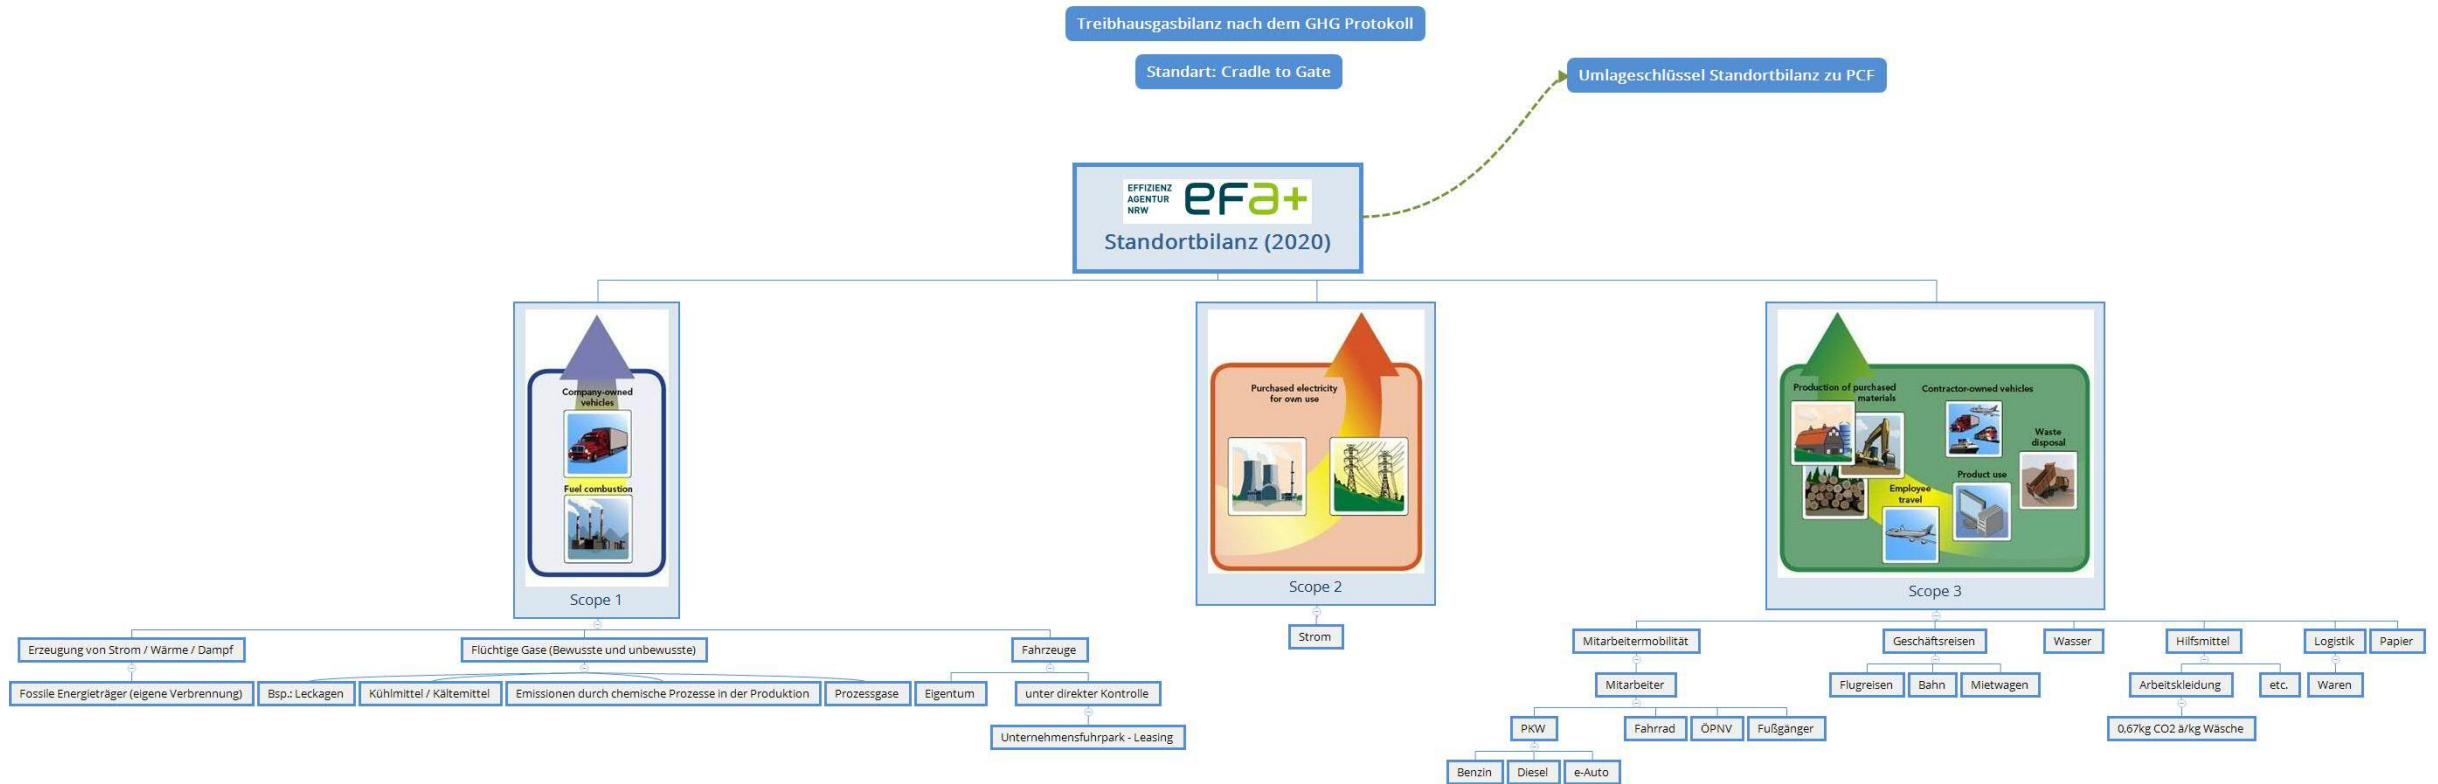 Treibhausgasbilanz nach dem GHG Protokoll
Standart: Cradle to Gate
Umlageschlüssel Standortbilanz zu PCF
EFFIZIENZ
AGENTUR
NRW
efa+
Standortbilanz (2020)
Company-owned
vehicles
Fuel combustion
Scope 1
Purchased electricity
for own use
Scope 2
Production of purchased
materials
Contractor-owned vehicles
Waste
disposal
Product use
Employee
travel
Scope 3
Erzeugung von Strom / Wärme / Dampf
Flüchtige Gase (Bewusste und unbewusste)
Fahrzeuge
Fossile Energieträger (eigene Verbrennung)
Bsp.: Leckagen
Kühlmittel / Kältemittel
Emissionen durch chemische Prozesse in der Produktion
Prozessgase
Eigentum
unter direkter Kontrolle
Unternehmensfuhrpark - Leasing
Strom
Mitarbeitermobilität
Geschäftsreisen
Wasser
Hilfsmittel
Logistik
Papier
Mitarbeiter
Flugreisen
Bahn
Mietwagen
Arbeitskleidung
etc.
Waren
PKW
Fahrrad
ÖPNV
Fußgänger
0,67kg CO2 ä/kg Wäsche
Benzin
Diesel
e-Auto